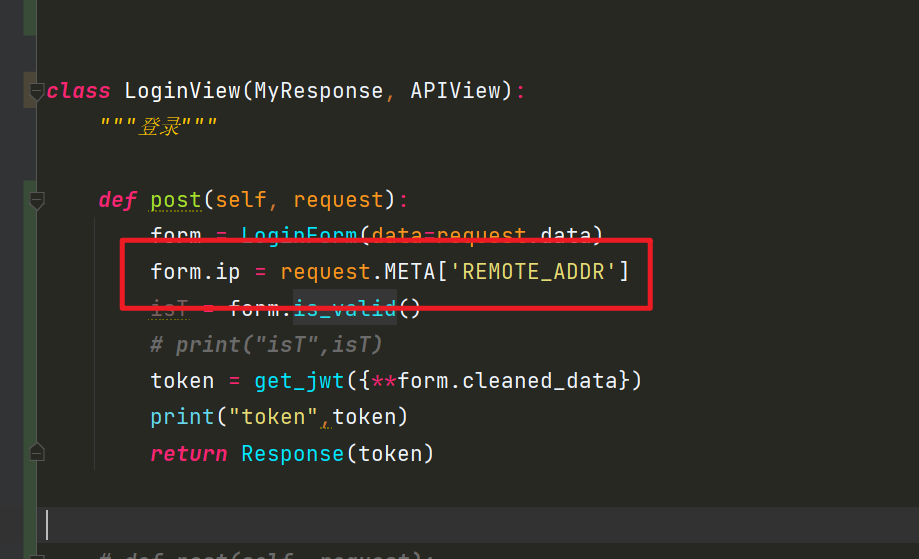 class LoginView(MyResponse, APIView):
"""登录"""
def post(self, request):
form = LoginForm(data=request.data)
form.ip = request.META['REMOTE_ADDR']
isT = form.is_valid()
# print("isT",isT)
token = get_jwt({**form.cleaned_data})
print("token",token)
return Response(token)
# def post(self, request):